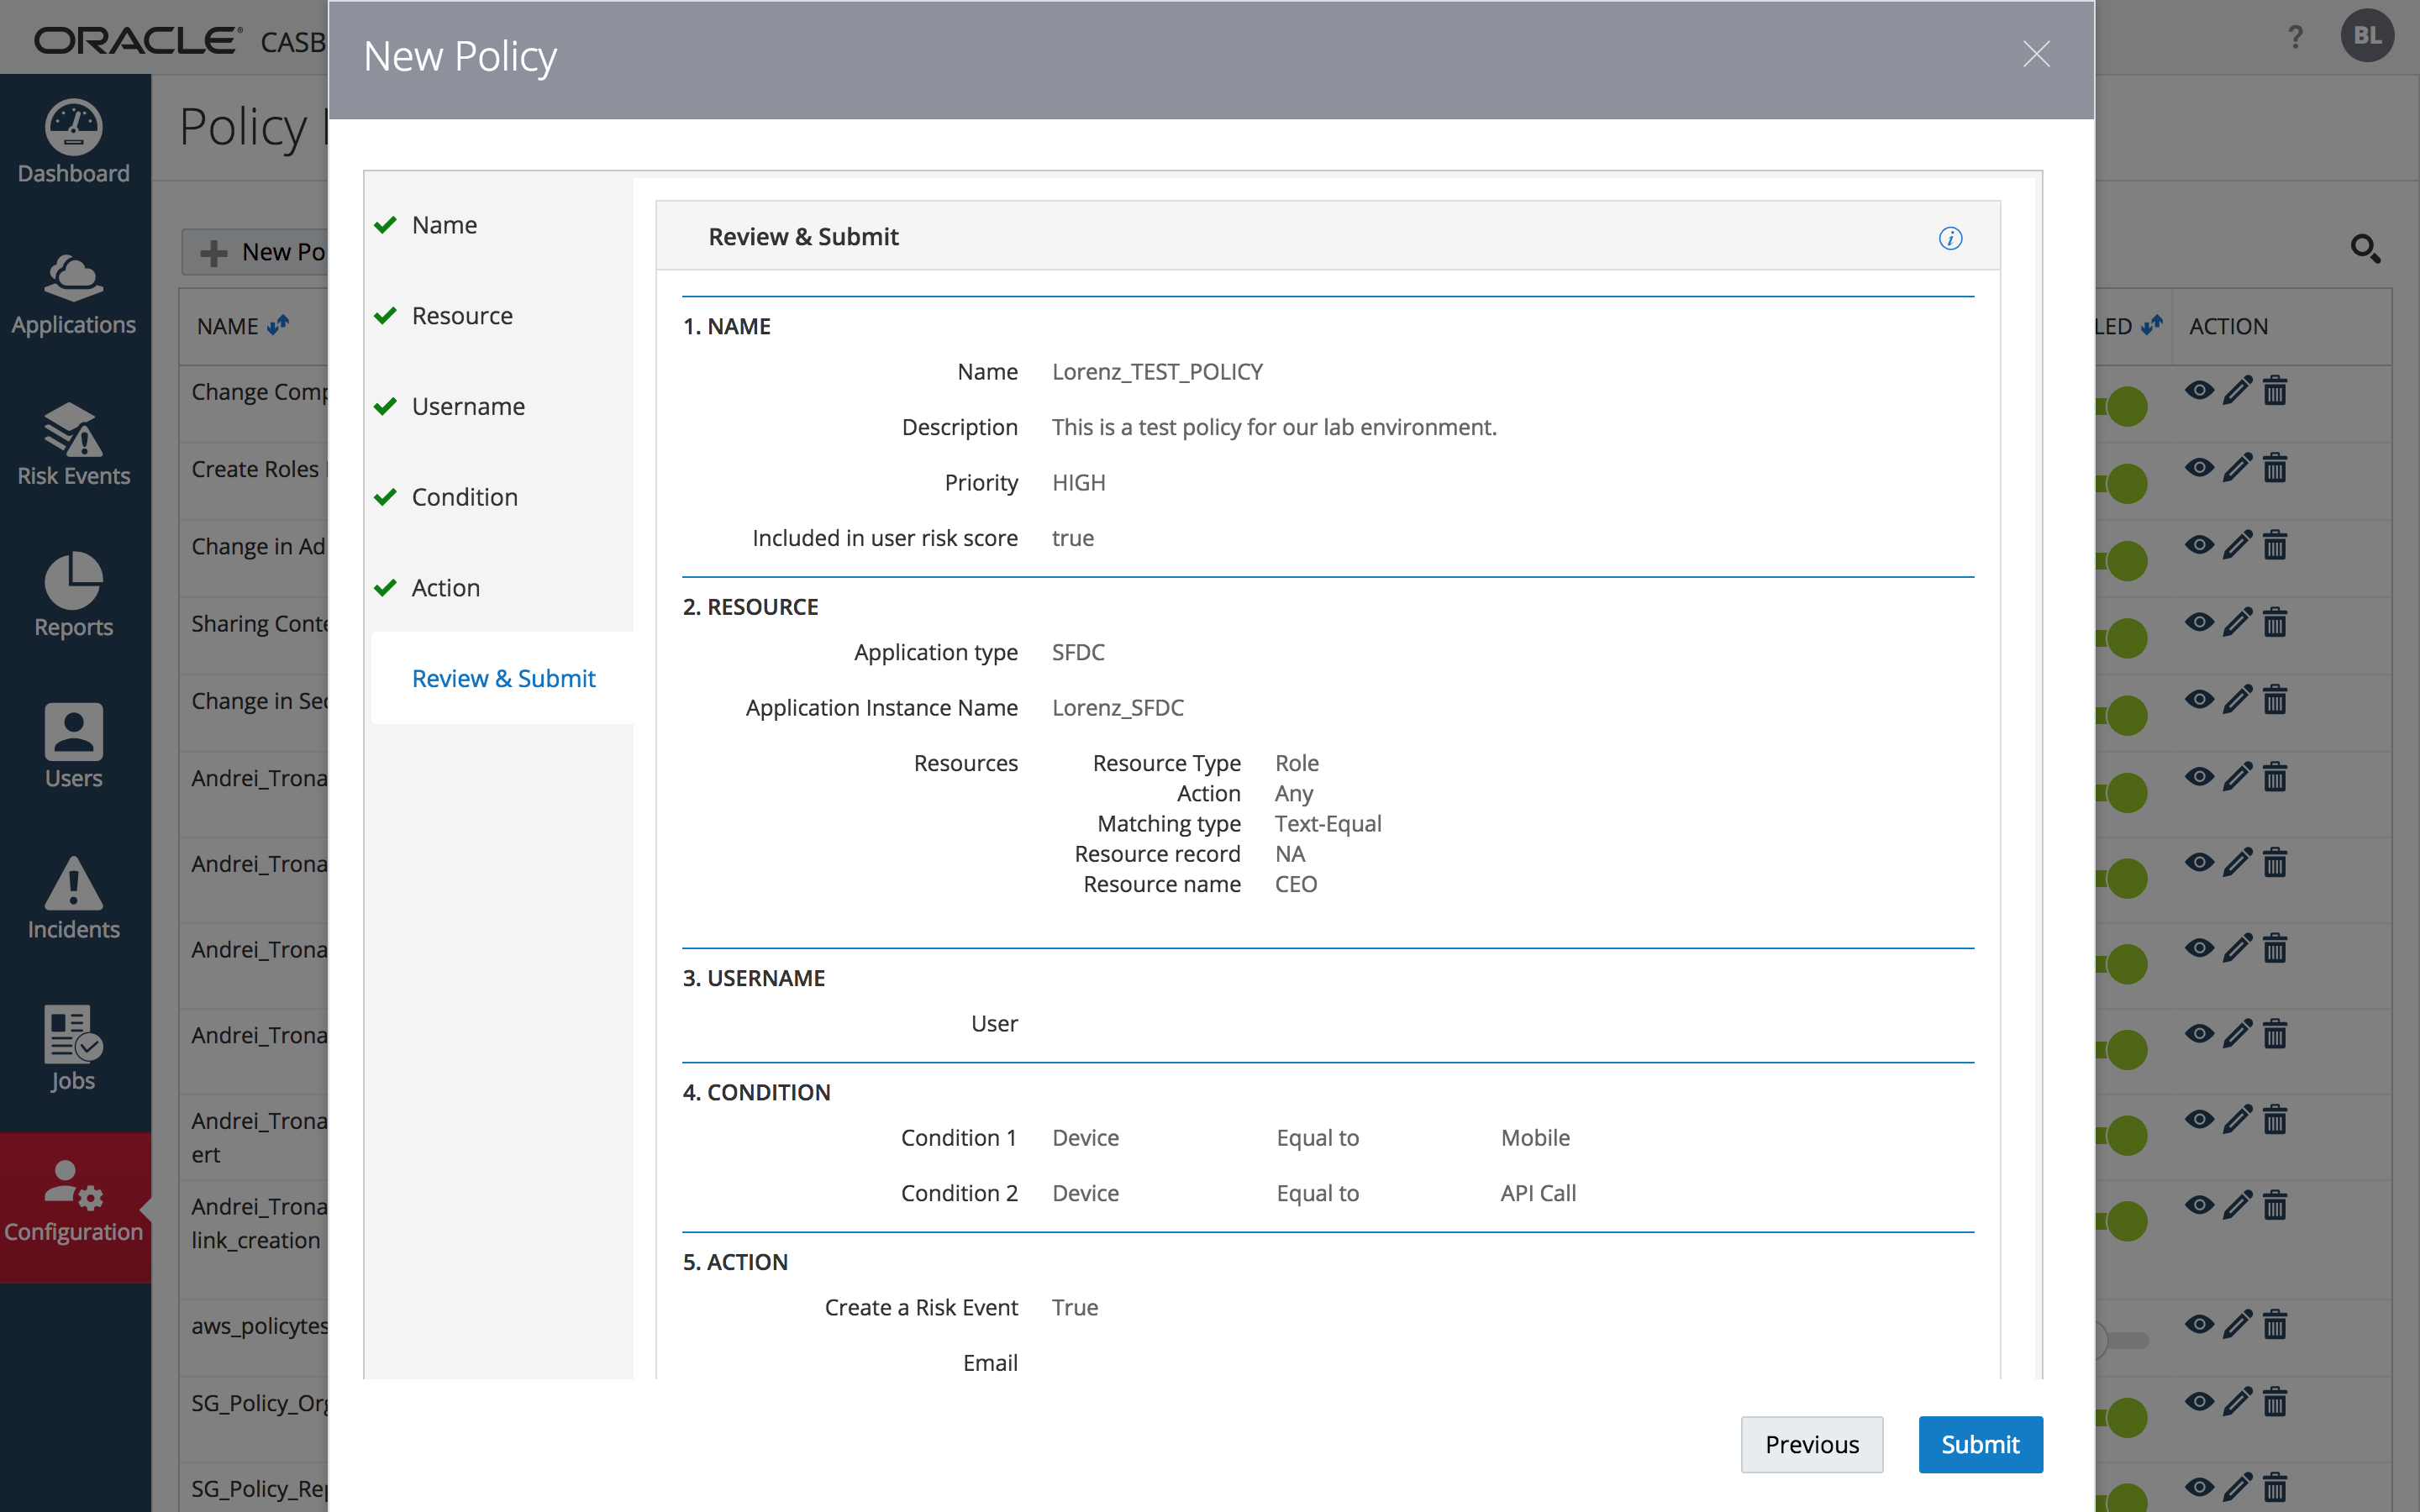 ORACLE® CASB
New Policy
?
BL
Dashboard
Applications
Risk Events
Reports
Users
Incidents
Jobs
Configuration
Policy
New Po
NAME
LED
ACTION
Change Comp
Create Roles
Change in Ad
Sharing Conte
Change in Sec
Andrei_Trona
Andrei_Trona
Andrei_Trona
Andrei_Trona
Andrei_Trona
ert
Andrei_Trona
link_creation
aws_policytes
SG_Policy_Org
SG_Policy_Rep
Name
Resource
Username
Condition
Action
Review & Submit
Review & Submit
1. NAME
Name Lorenz_TEST_POLICY
Description This is a test policy for our lab environment.
Priority HIGH
Included in user risk score true
2. RESOURCE
Application type SFDC
Application Instance Name Lorenz_SFDC
Resources Resource Type Role
Action Any
Matching type Text-Equal
Resource record NA
Resource name CEO
3. USERNAME
User
4. CONDITION
Condition 1 Device Equal to Mobile
Condition 2 Device Equal to API Call
5. ACTION
Create a Risk Event True
Email
Previous
Submit